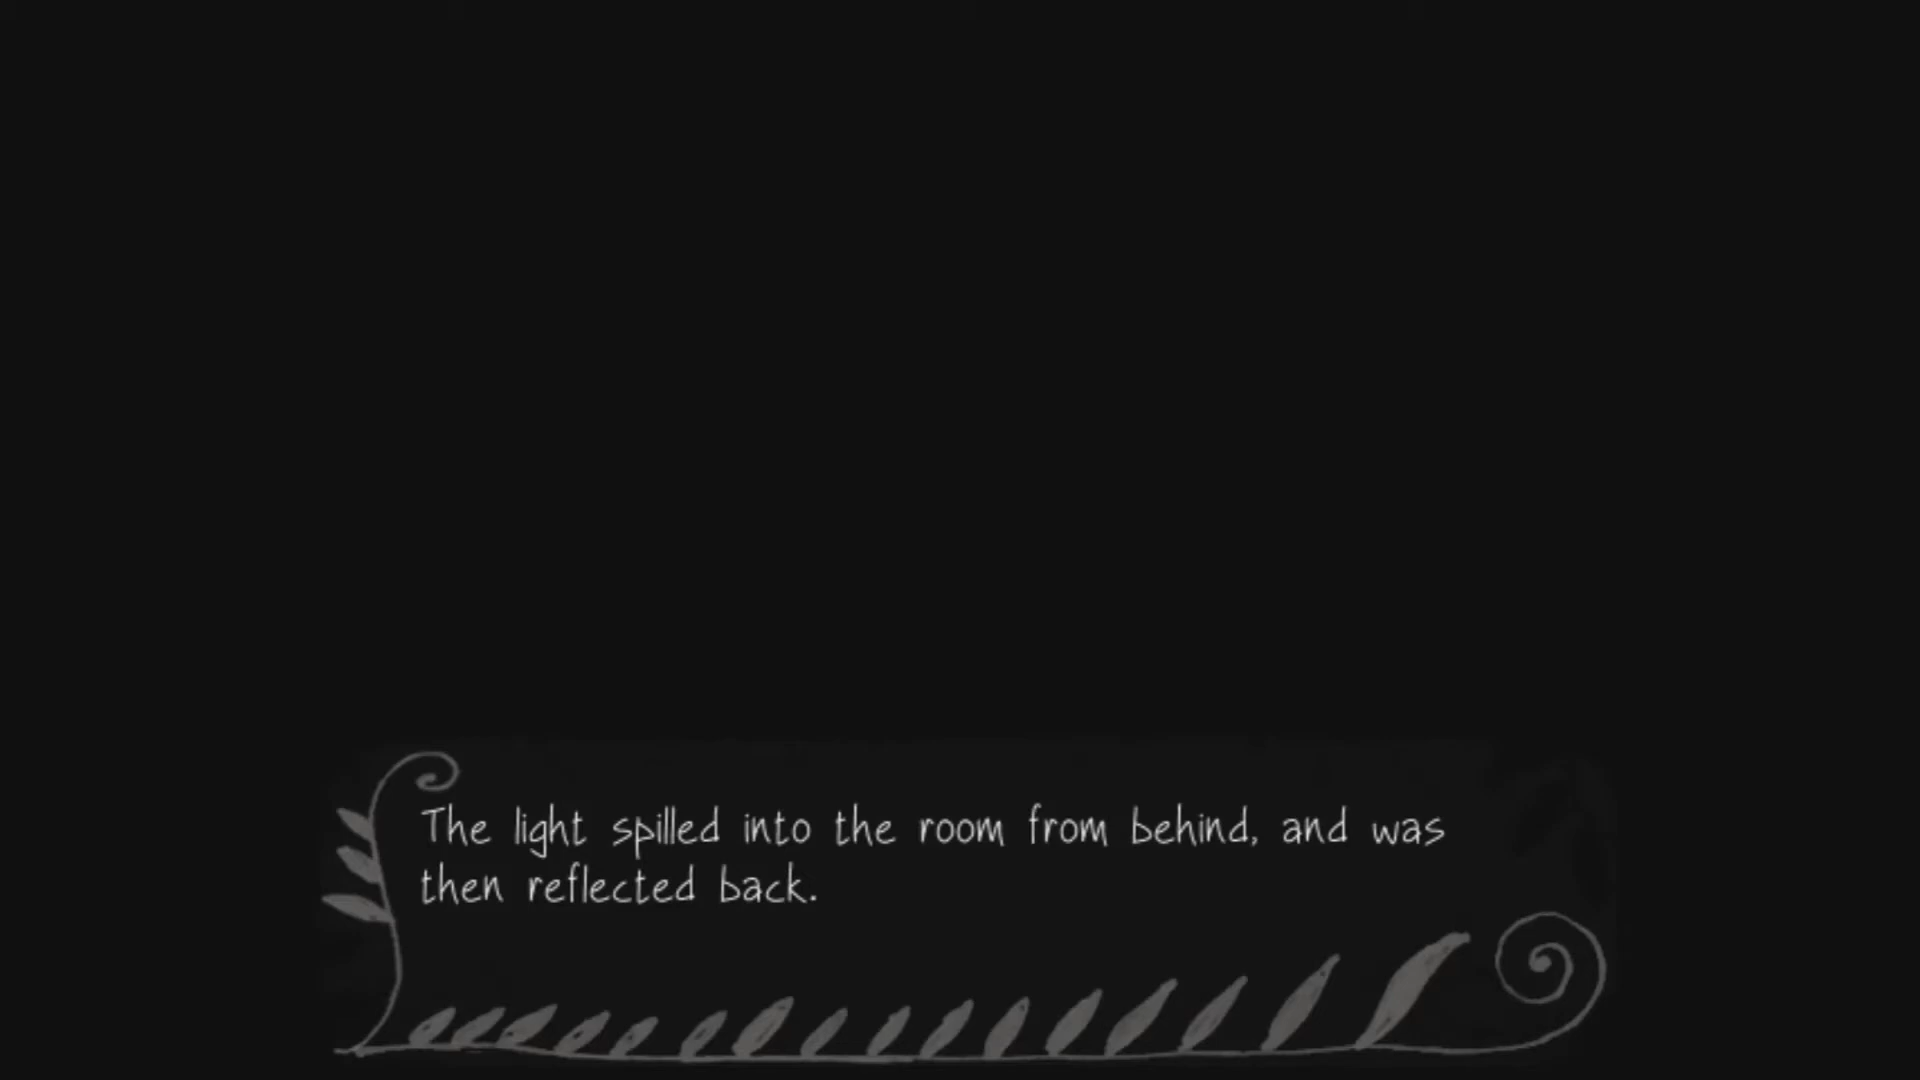 The light spilled into the room from behind, and was
then reflected back.